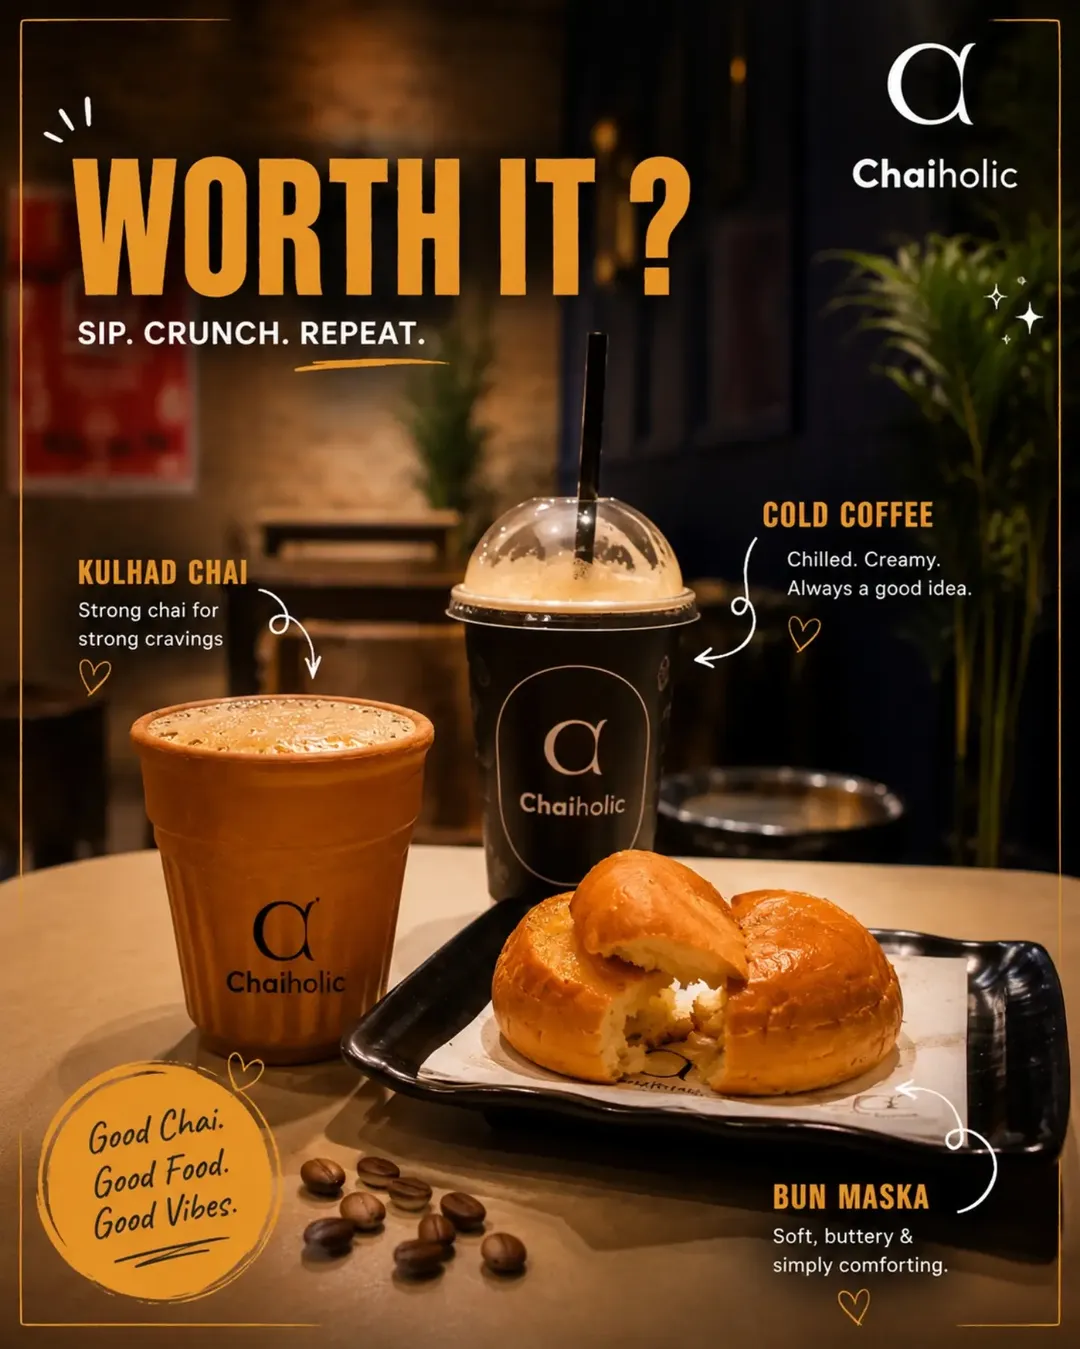 Chaiholic
WORTH IT ?
SIP. CRUNCH. REPEAT.
COLD COFFEE
Chilled. Creamy.
Always a good idea.
KULHAD CHAI
Strong chai for
strong cravings
Chaiholic
Chaiholic
Good Chai.
Good Food.
Good Vibes.
BUN MASKA
Soft, buttery &
simply comforting.